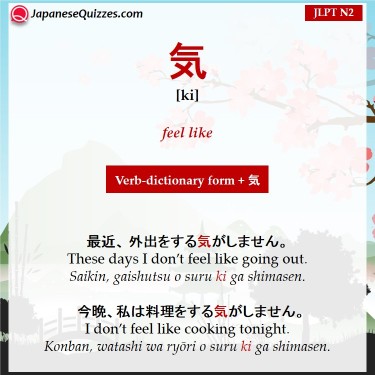 JapaneseQuizzes.com
JLPT N2
気
[ki]
feel like
Verb-dictionary form + 気
最近、外出をする気がしません。
These days I don't feel like going out.
Saikin, gaishutsu o suru ki ga shimasen.
今晩、私は料理をする気がしません。
I don't feel like cooking tonight.
Konban, watashi wa ryōri o suru ki ga shimasen.